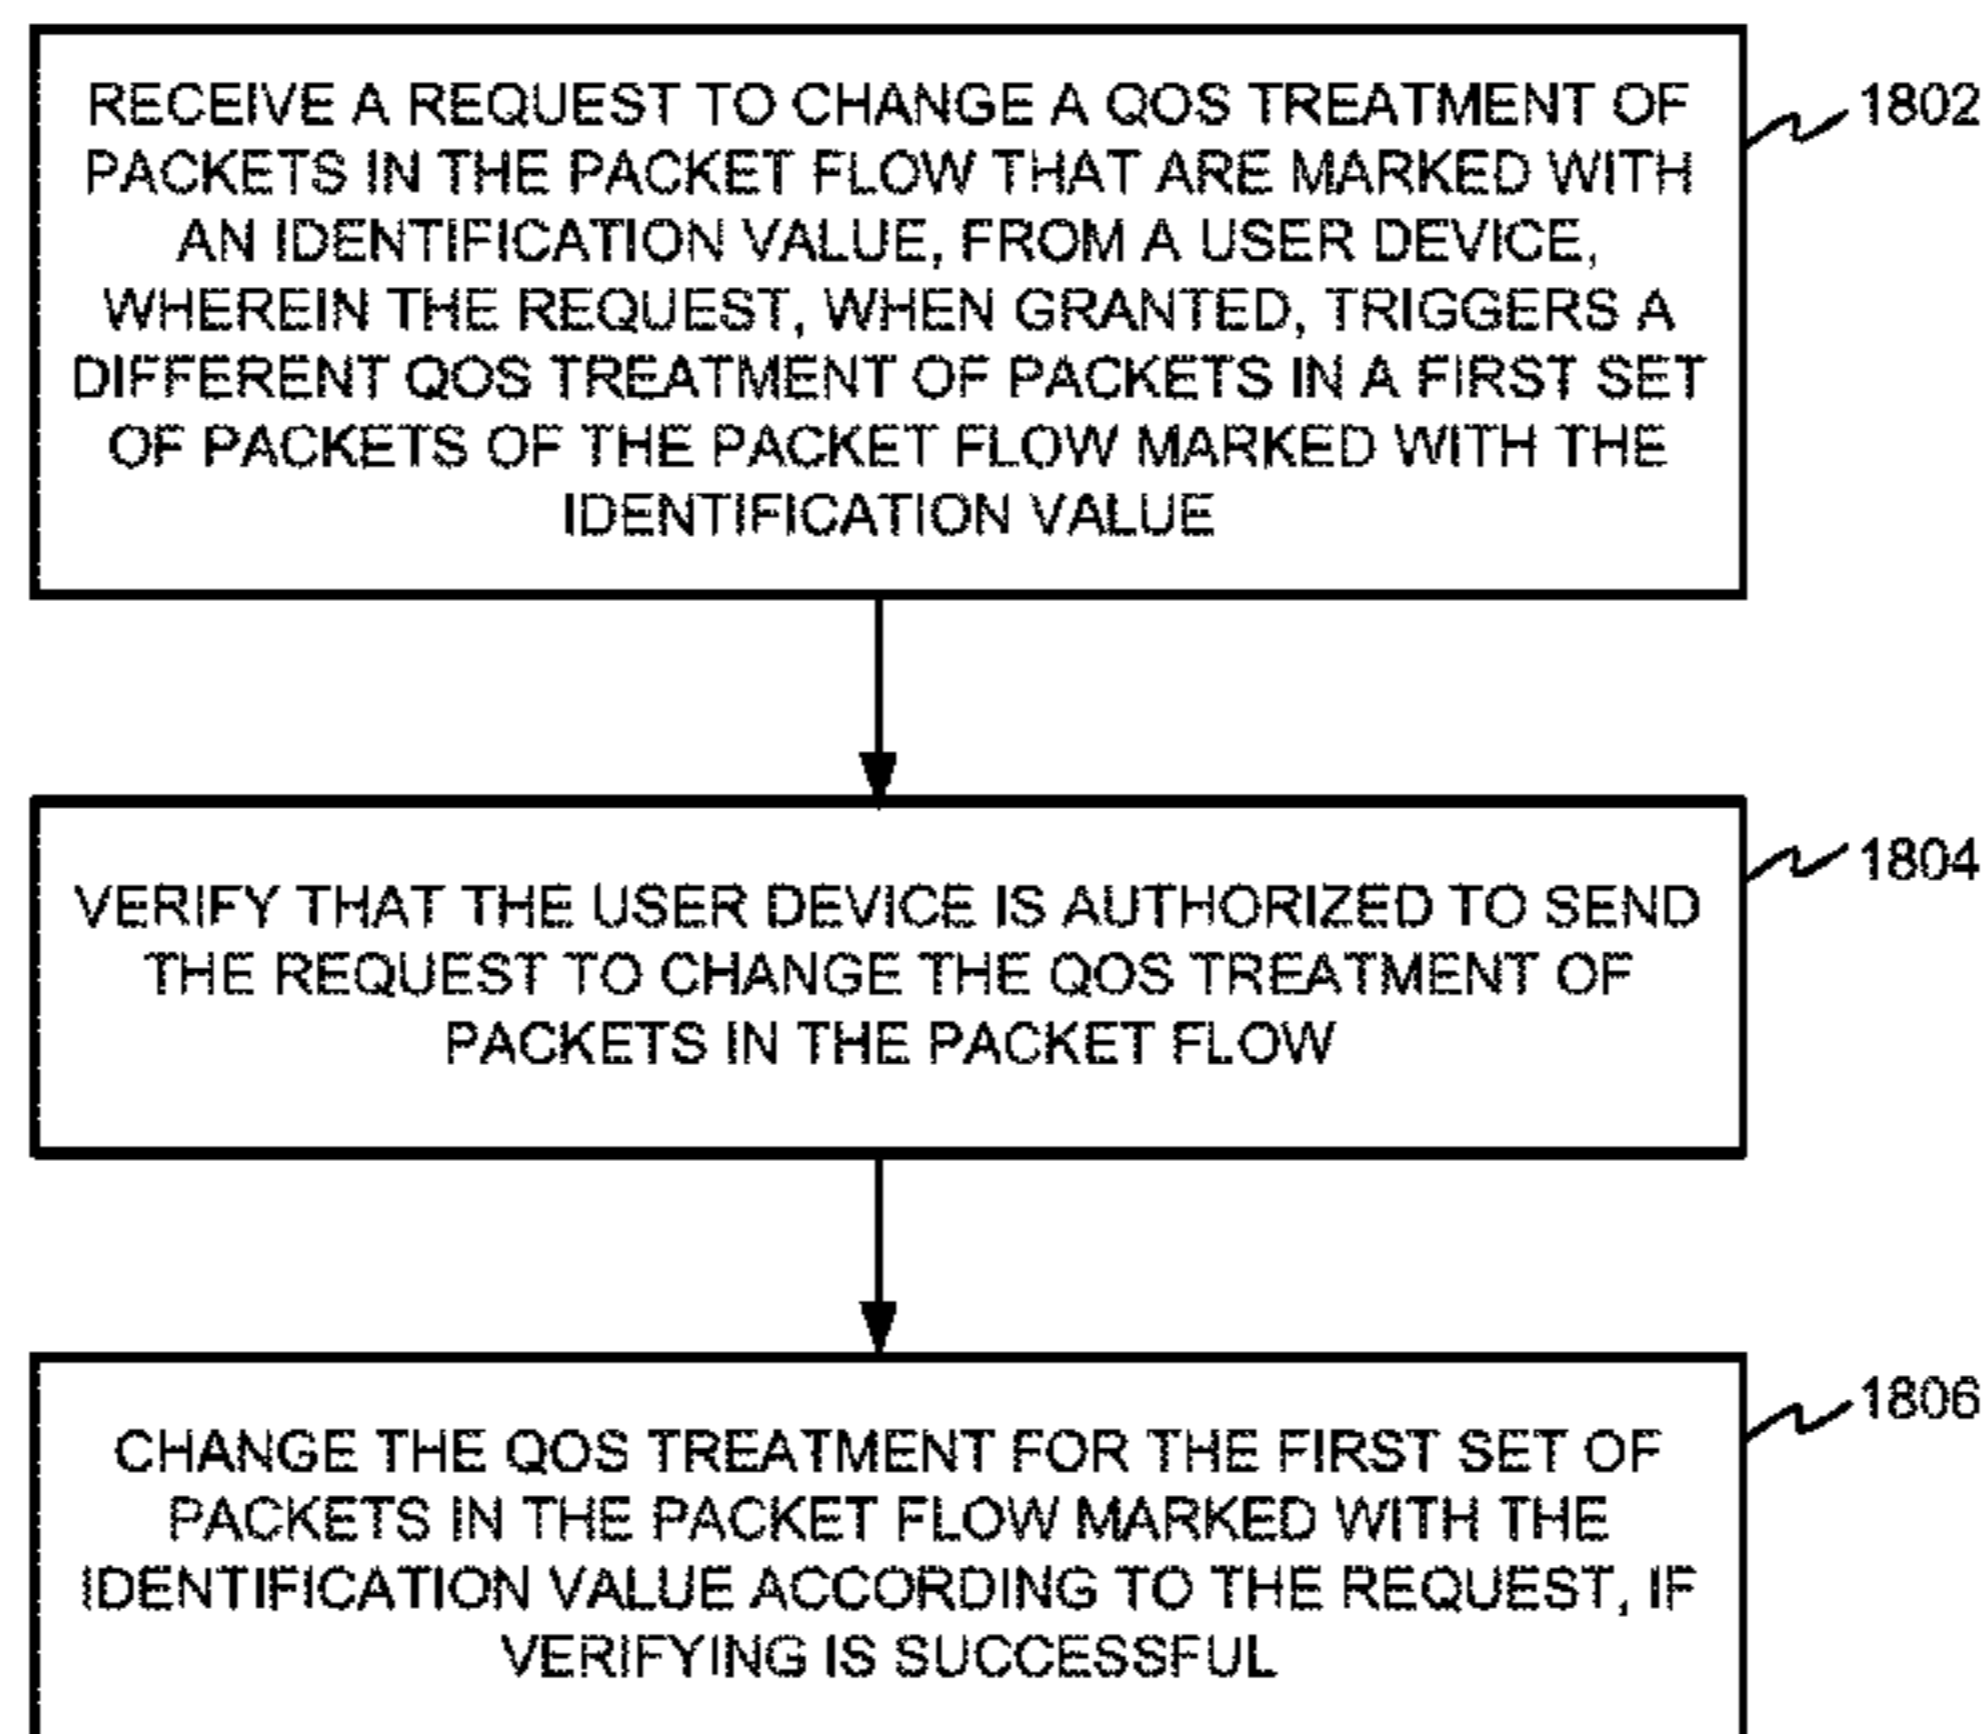 RECEIVE A REQUEST TO CHANGE A QOS TREATMENT OF
PACKETS IN THE PACKET FLOW THAT ARE MARKED WITH
AN IDENTIFICATION VALUE, FROM A USER DEVICE,
WHEREIN THE REQUEST, WHEN GRANTED, TRIGGERS A
DIFFERENT QOS TREATMENT OF PACKETS IN A FIRST SET
OF PACKETS OF THE PACKET FLOW MARKED WITH THE
IDENTIFICATION VALUE
1802
VERIFY THAT THE USER DEVICE IS AUTHORIZED TO SEND
THE REQUEST TO CHANGE THE QOS TREATMENT OF
PACKETS IN THE PACKET FLOW
1804
CHANGE THE QOS TREATMENT FOR THE FIRST SET OF
PACKETS IN THE PACKET FLOW MARKED WITH THE
IDENTIFICATION VALUE ACCORDING TO THE REQUEST, IF
VERIFYING IS SUCCESSFUL
1806